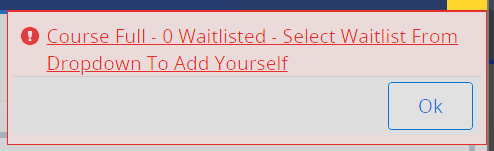 Course Full - 0 Waitlisted - Select Waitlist From
Dropdown To Add Yourself
Ok